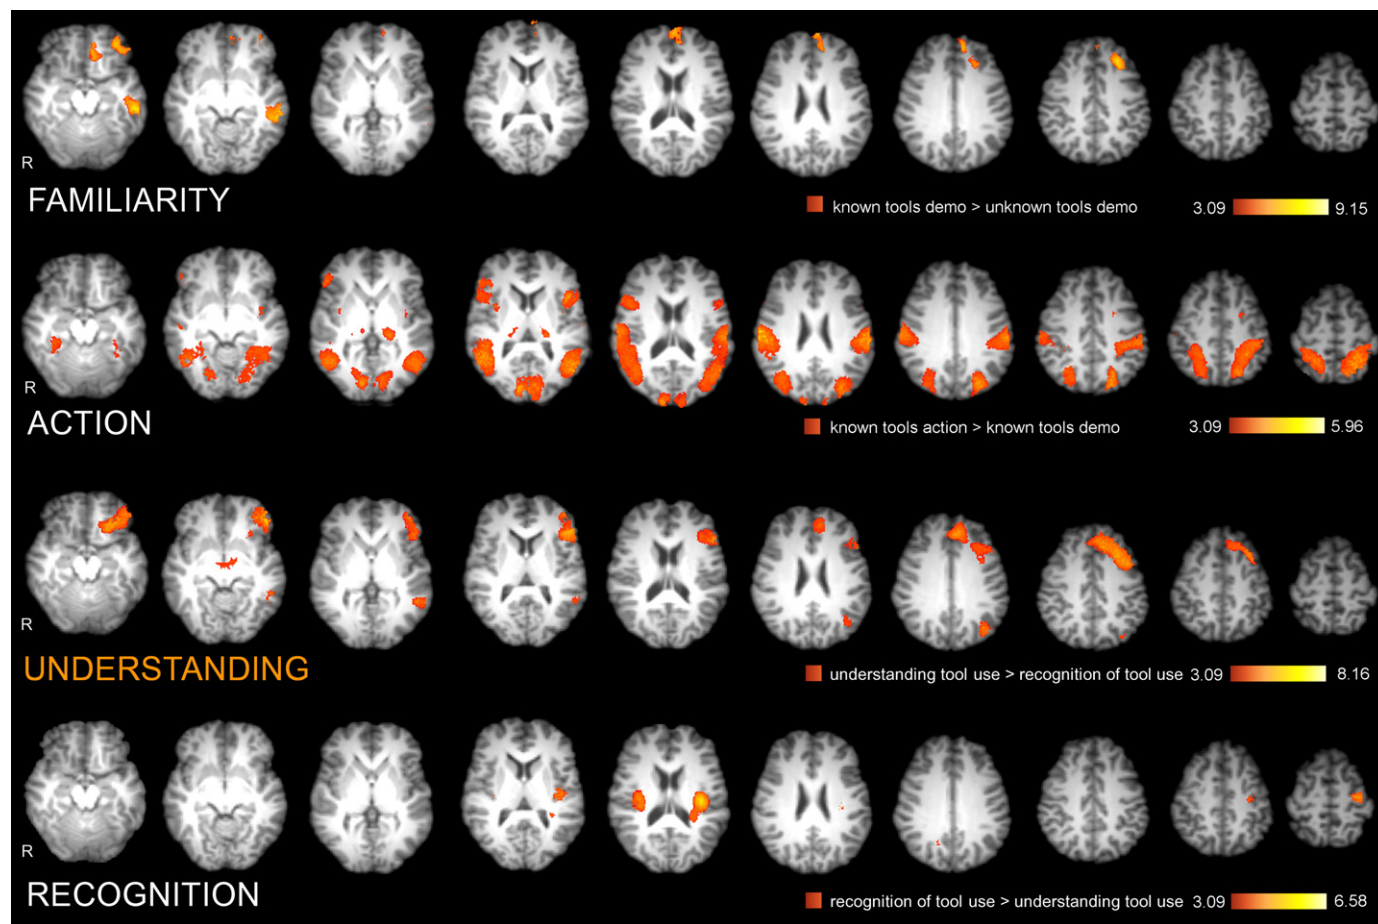 R
FAMILIARITY
known tools demo > unknown tools demo 3.09 9.15
R
ACTION
known tools action > known tools demo 3.09 5.96
R
UNDERSTANDING
understanding tool use > recognition of tool use 3.09 8.16
R
RECOGNITION
recognition of tool use > understanding tool use 3.09 6.58